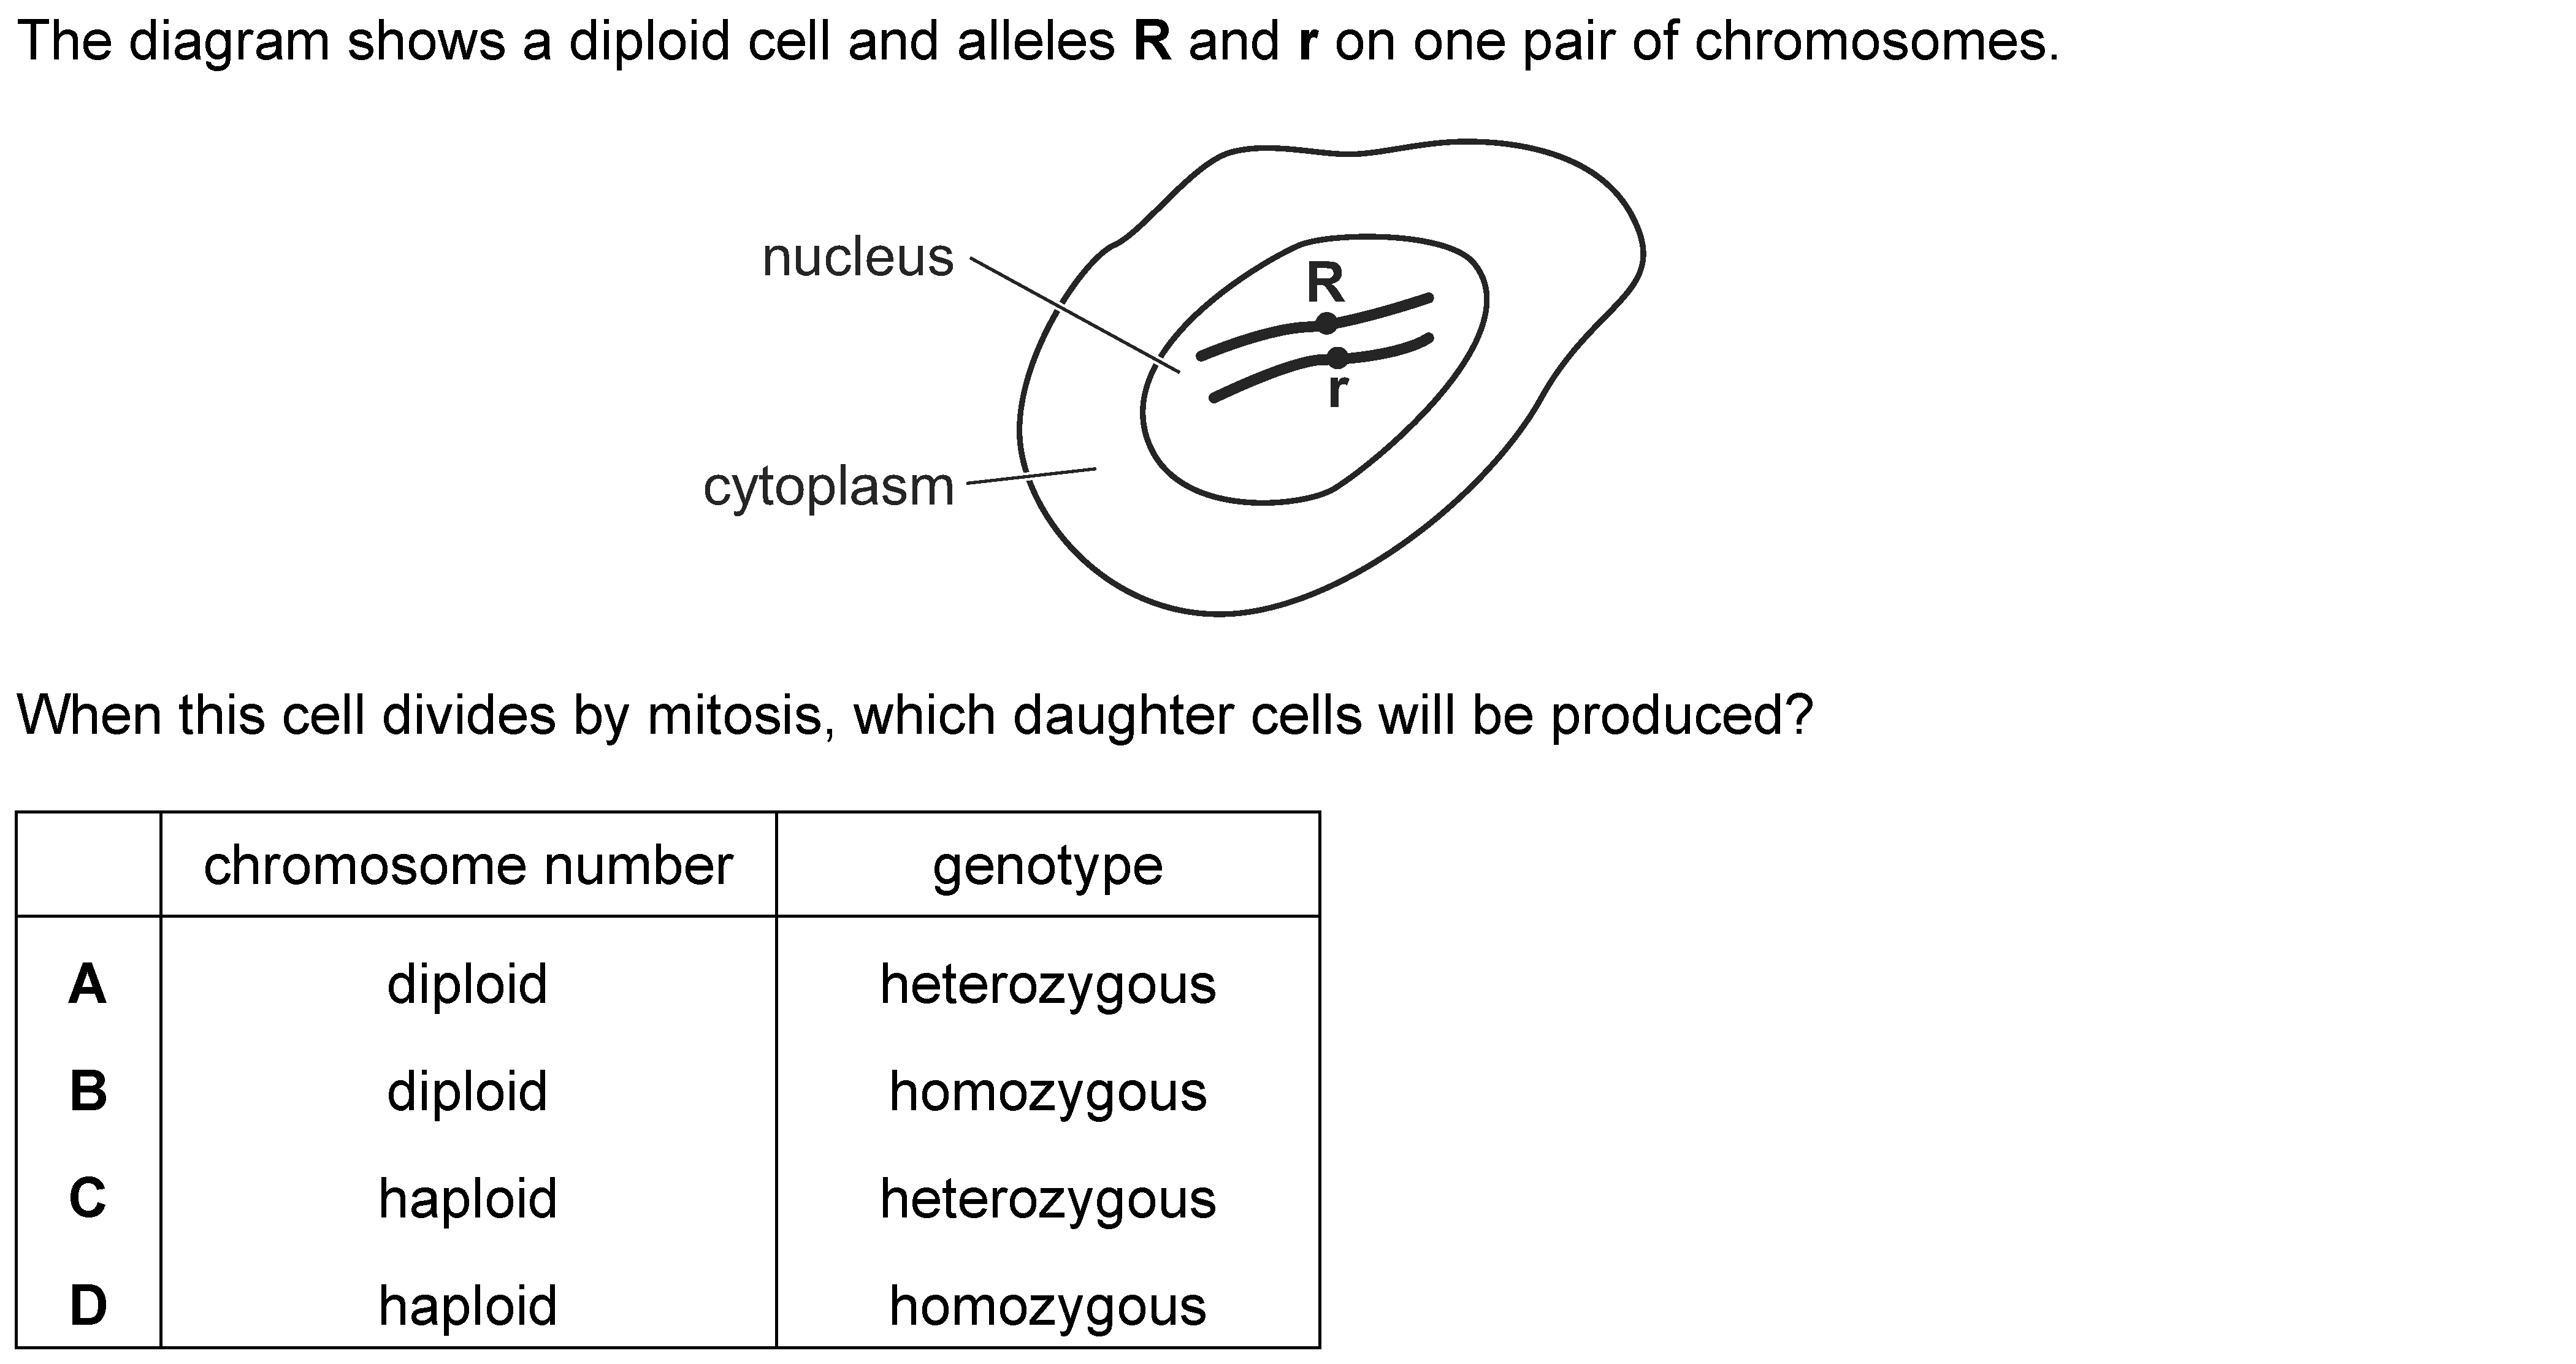 The diagram shows a diploid cell and alleles R and r on one pair of chromosomes.
nucleus
R
r
cytoplasm
When this cell divides by mitosis, which daughter cells will be produced?
chromosome number genotype
A diploid heterozygous
B diploid homozygous
C haploid heterozygous
D haploid homozygous